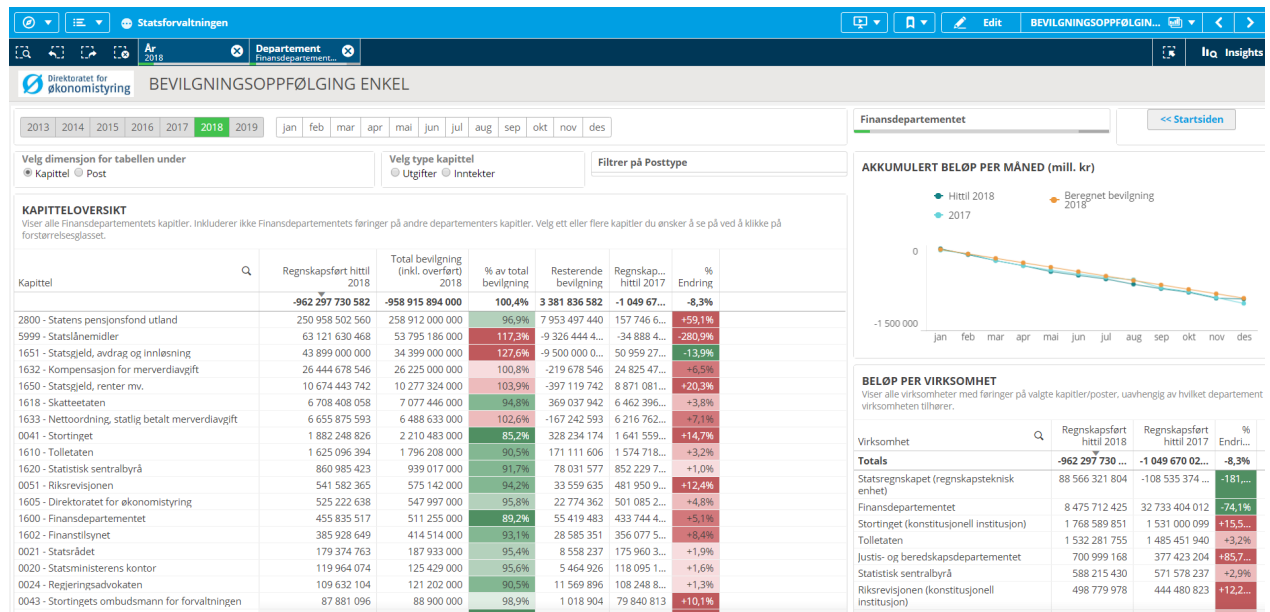 Statsforvaltningen
Edit
BEVILGNINGSOPPFØLGIN...
År
2018
Departement
Finansdepartement...
Insights
Direktoratet for
økonomistyring
BEVILGNINGSOPPFØLGING ENKEL
2013 2014 2015 2016 2017 2018 2019
jan feb mar apr mai jun jul aug sep okt nov des
Finansdepartementet
<< Startsiden
Velg dimensjon for tabellen under
Kapittel Post
Velg type kapittel
Utgifter Inntekter
Filtrer på Posttype
KAPITTELOVERSIKT
Viser alle Finansdepartementets kapitler. Inkluderer ikke Finansdepartementets føringer på andre departementers kapitler. Velg ett eller flere kapitler du ønsker å se på ved å klikke på
forstørrelsesglasset.
Kapittel Regnskapsført hittil 2018 Total bevilgning (inkl. overført) 2018 % av total bevilgning Resterende bevilgning Regnskap... hittil 2017 % Endring
-962 297 730 582 -958 915 894 000 100,4% 3 381 836 582 -1 049 67... -8,3%
2800 - Statens pensjonsfond utland 250 958 502 560 258 912 000 000 96,9% 7 953 497 440 157 746 6... +59,1%
5999 - Statslånemidler 63 121 630 468 53 795 186 000 117,3% -9 326 444 4... -34 888 4... -280,9%
1651 - Statsgjeld, avdrag og innløsning 43 899 000 000 34 399 000 000 127,6% -9 500 000 0... 50 959 27... -13,9%
1632 - Kompensasjon for merverdiavgift 26 444 678 546 26 225 000 000 100,8% -219 678 546 24 825 47... +6,5%
1650 - Statsgjeld, renter mv. 10 674 443 742 10 277 324 000 103,9% -397 119 742 8 871 081... +20,3%
1618 - Skatteetaten 6 708 408 058 7 077 446 000 94,8% 369 037 942 6 462 396... +3,8%
1633 - Nettoordning, statlig betalt merverdiavgift 6 655 875 593 6 488 633 000 102,6% -167 242 593 6 216 762... +7,1%
0041 - Stortinget 1 882 248 826 2 210 483 000 85,2% 328 234 174 1 641 559... +14,7%
1610 - Tolletaten 1 625 096 394 1 796 208 000 90,5% 171 111 606 1 574 718... +3,2%
1620 - Statistisk sentralbyrå 860 985 423 939 017 000 91,7% 78 031 577 852 229 7... +1,0%
0051 - Riksrevisjonen 541 582 365 575 142 000 94,2% 33 559 635 481 950 9... +12,4%
1605 - Direktoratet for økonomistyring 525 222 638 547 997 000 95,8% 22 774 362 501 085 2... +4,8%
1600 - Finansdepartementet 455 835 517 511 255 000 89,2% 55 419 483 433 744 4... +5,1%
1602 - Finanstilsynet 385 928 649 414 514 000 93,1% 28 585 351 356 077 5... +8,4%
0021 - Statsrådet 179 374 763 187 933 000 95,4% 8 558 237 175 960 3... +1,9%
0020 - Statsministerens kontor 119 964 074 125 429 000 95,6% 5 464 926 118 095 1... +1,6%
0024 - Regjeringsadvokaten 109 632 104 121 202 000 90,5% 11 569 896 108 248 8... +1,3%
0043 - Stortingets ombudsmann for forvaltningen 87 881 096 88 900 000 98,9% 1 018 904 79 840 813 +10,1%
AKKUMULERT BELØP PER MÅNED (mill. kr)
Hittil 2018
Beregnet bevilgning
2018
2017
0
-1 500 000
jan feb mar apr mai jun jul aug sep okt nov des
BELØP PER VIRKSOMHET
Viser alle virksomheter med føringer på valgte kapitler/poster, uavhengig av hvilket departement
virksomheten tilhører.
Virksomhet Regnskapsført hittil 2018 Regnskapsført hittil 2017 % Endri...
Totals -962 297 730 ... -1 049 670 02... -8,3%
Statsregnskapet (regnskapsteknisk enhet) 88 566 321 804 -108 535 374 ... -181,...
Finansdepartementet 8 475 712 425 32 733 404 012 -74,1%
Stortinget (konstitusjonell institusjon) 1 768 589 851 1 531 000 099 +15,5...
Tolletaten 1 532 281 755 1 485 451 940 +3,2%
Justis- og beredskapsdepartementet 700 999 168 377 423 204 +85,7...
Statistisk sentralbyrå 588 215 430 571 578 237 +2,9%
Riksrevisjonen (konstitusjonell institusjon) 498 779 978 444 480 823 +12,2...